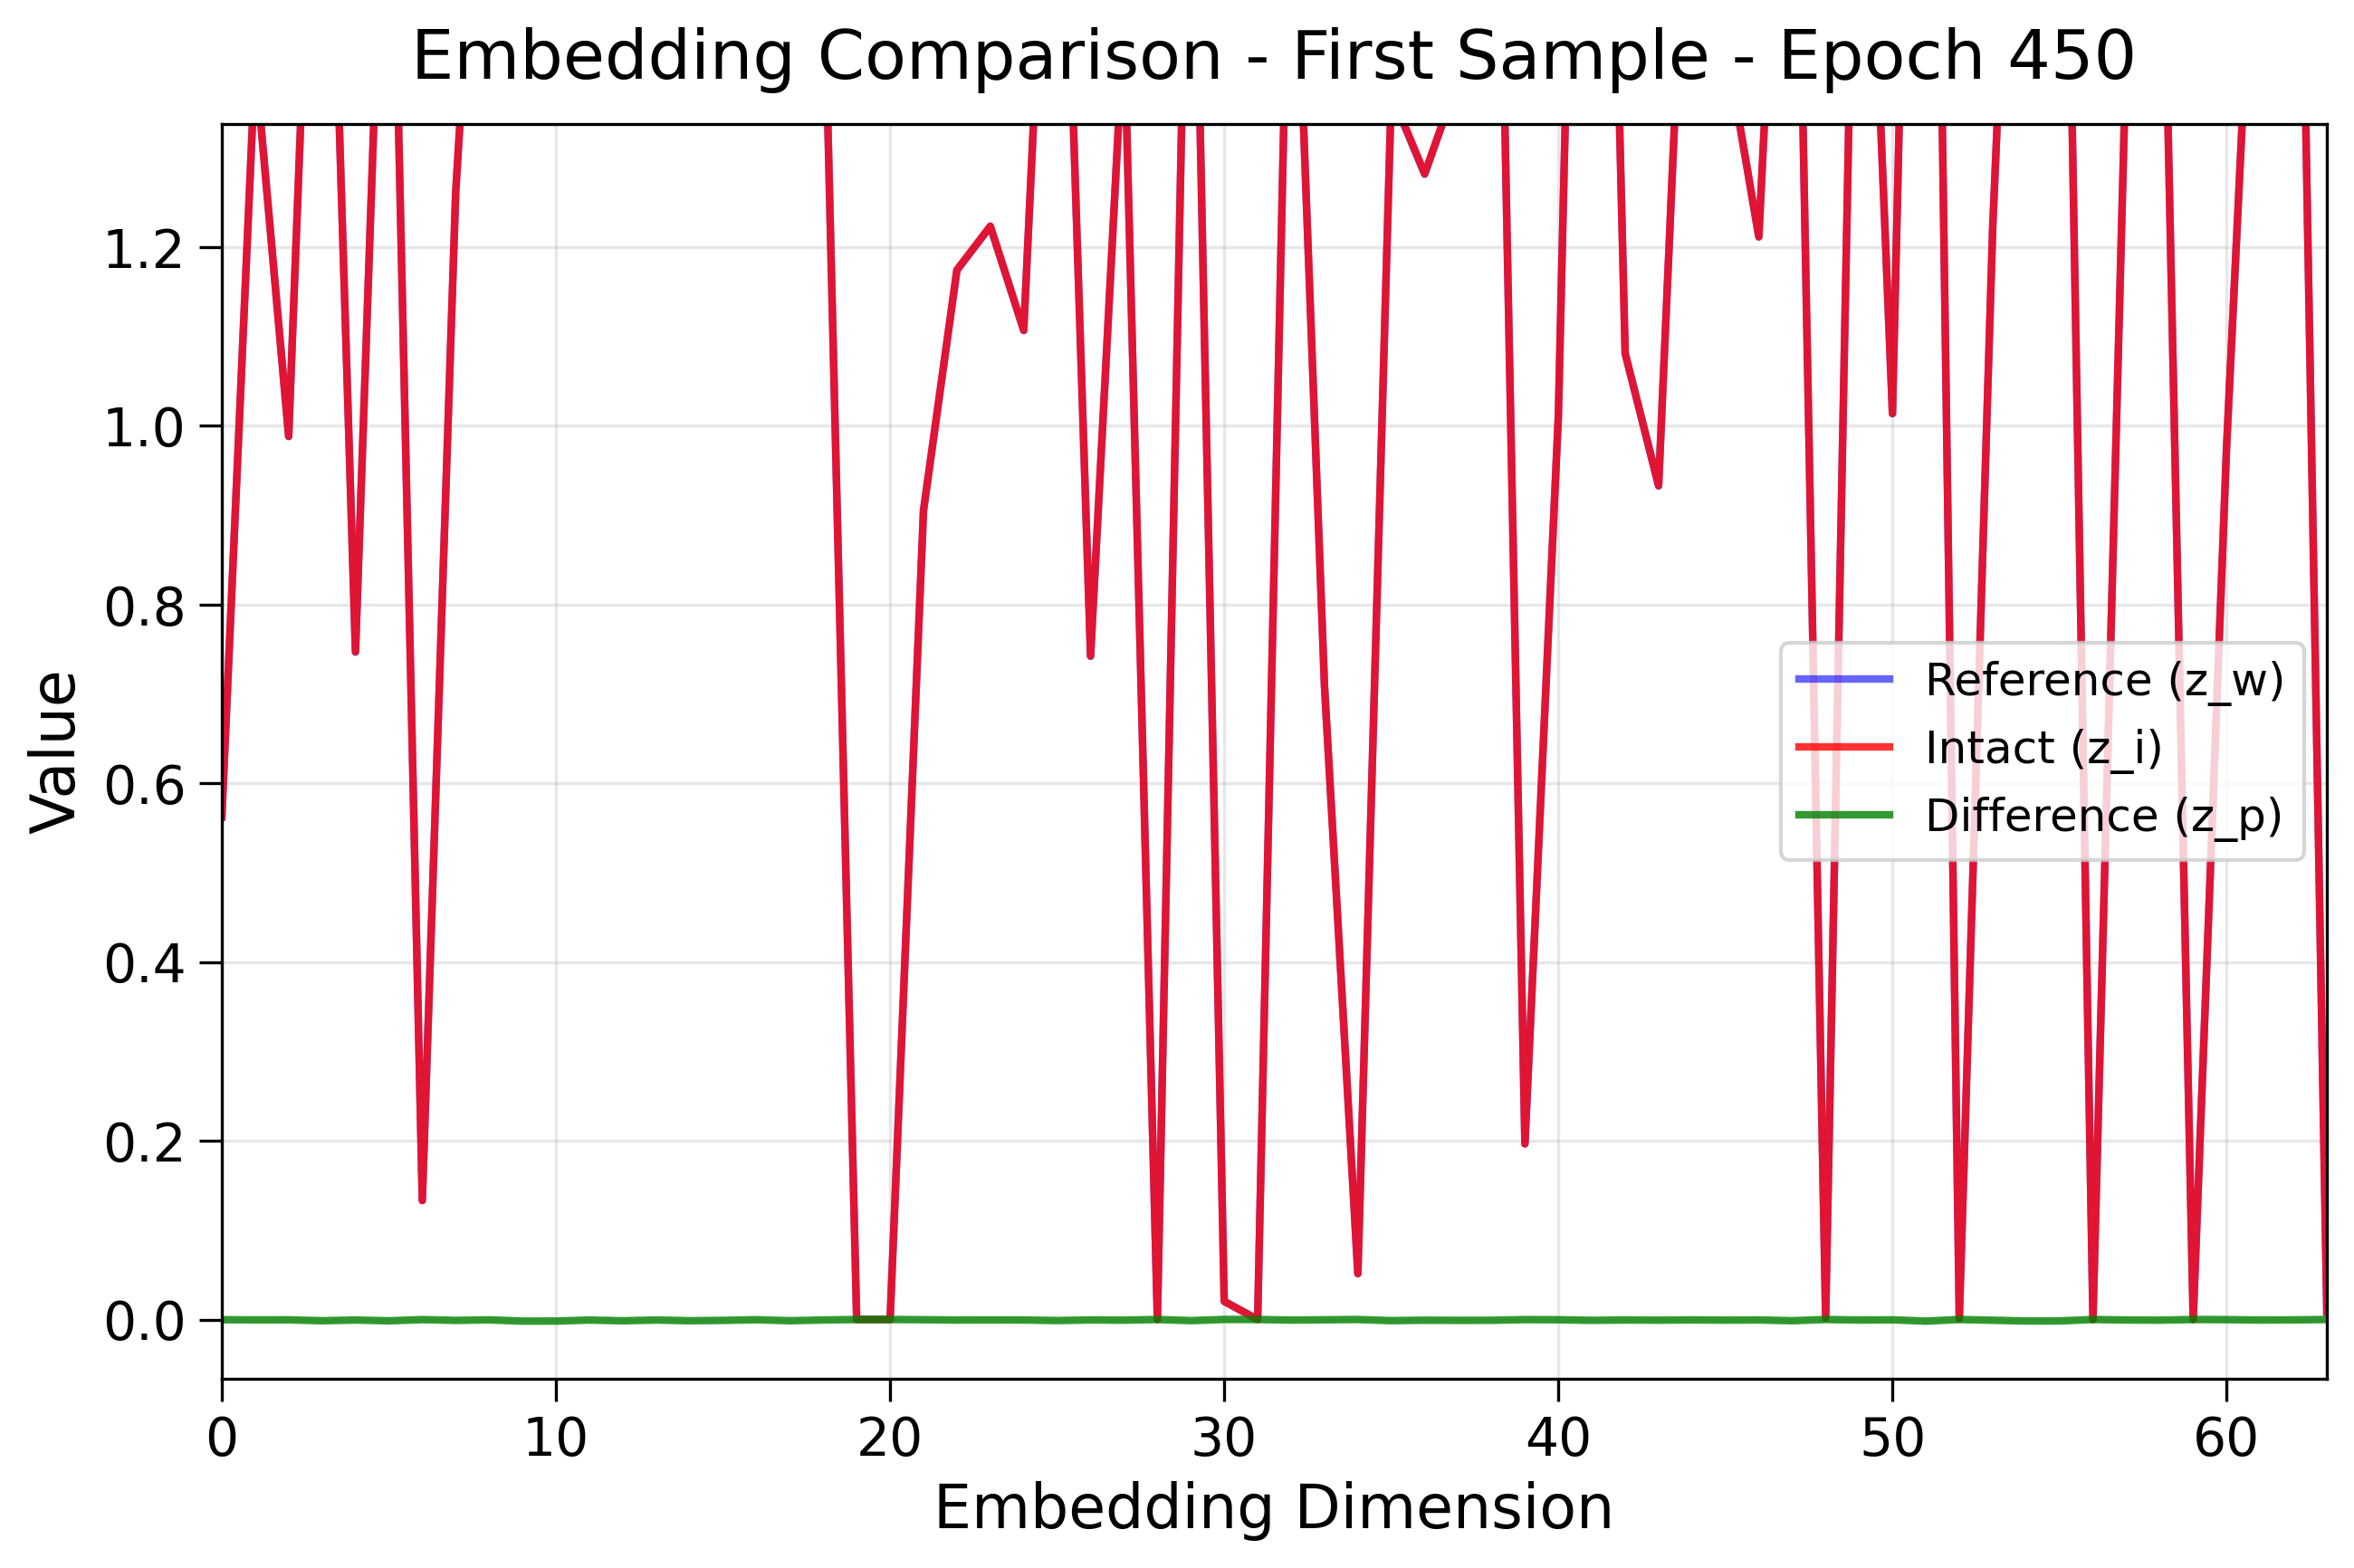 Embedding Comparison - First Sample - Epoch 450
Value
1.2
1.0
0.8
0.6
0.4
0.2
0.0
Reference (z_w)
Intact (z_i)
Difference (z_p)
0 10 20 30 40 50 60
Embedding Dimension